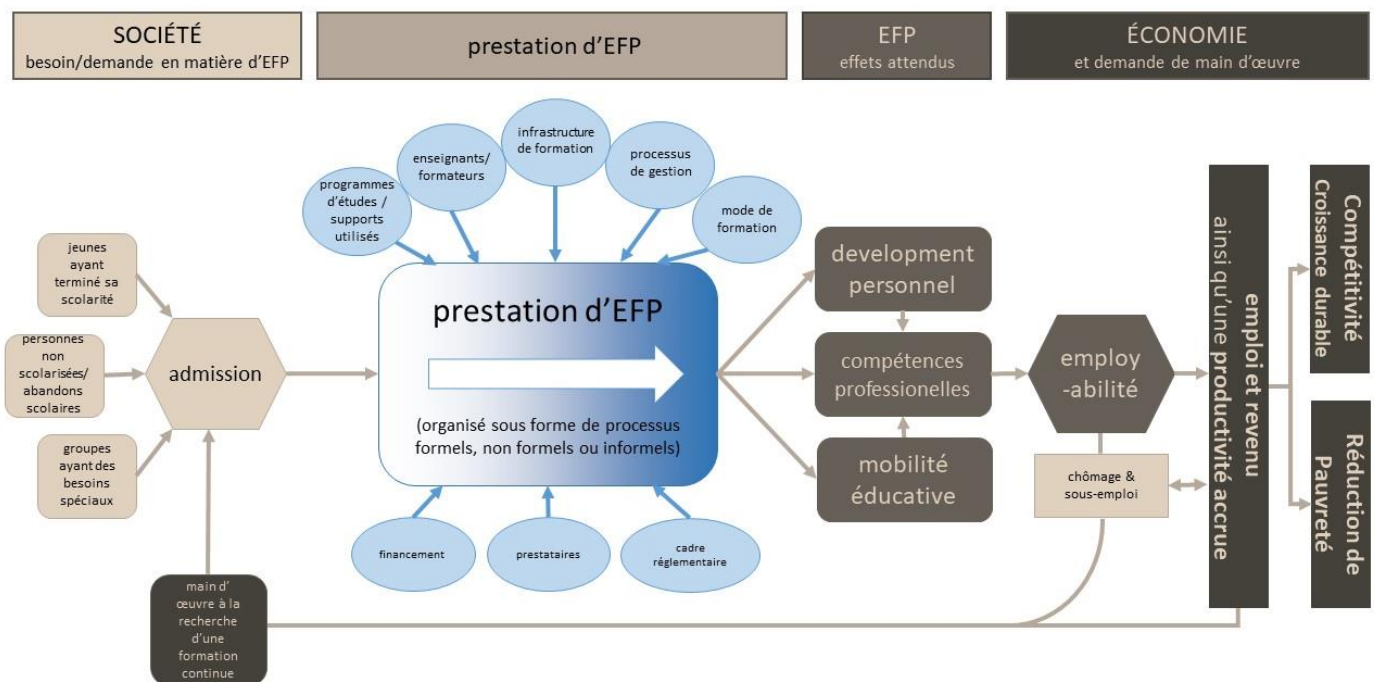 SOCIÉTÉ
besoin/demande en matière d’EFP
prestation d’EFP
EFP
effets attendus
ÉCONOMIE
et demande de main d’œuvre
programmes
d’études /
supports
utilisés
enseignants/
formateurs
infrastructure
de formation
processus
de gestion
mode de
formation
jeunes
ayant
terminé sa
scolarité
personnes
non
scolarisées/
abandons
scolaires
groupes
ayant des
besoins
spéciaux
admission
main d’
œuvre à la
recherche
d’une
formation
continue
prestation d’EFP
(organisé sous forme de processus
formels, non formels ou informels)
financement
prestataires
cadre
réglementaire
development
personnel
compétences
professionelles
mobilité
éducative
employ
-abilité
chômage &
sous-emploi
emploi et revenu
ainsi qu’une productivité accrue
Compétitivité
Croissance durable
Réduction de
Pauvreté